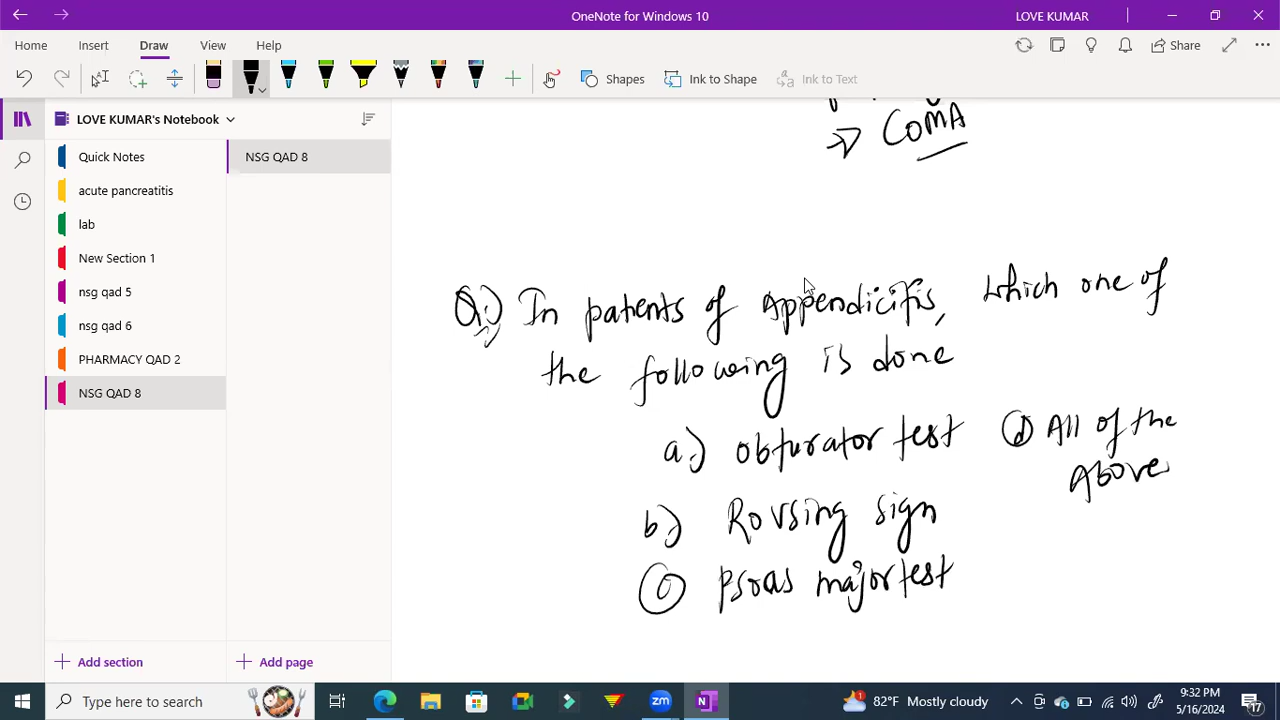 OneNote for Windows 10
LOVE KUMAR
Home
Insert
Draw
View
Help
Share
Shapes
Ink to Shape
Ink to Text
LOVE KUMAR's Notebook
Quick Notes
acute pancreatitis
lab
New Section 1
nsg qad 5
nsg qad 6
PHARMACY QAD 2
NSG QAD 8
Add section
NSG QAD 8
Add page
→ COMA
Q:) In patents of Appendicitis, which one of
the following is done
a.) obturator test
d All of the
Above
b) Rovsing sign
c psoas major test
Type here to search
zm
1
82°F Mostly cloudy
9:32 PM
5/16/2024
17